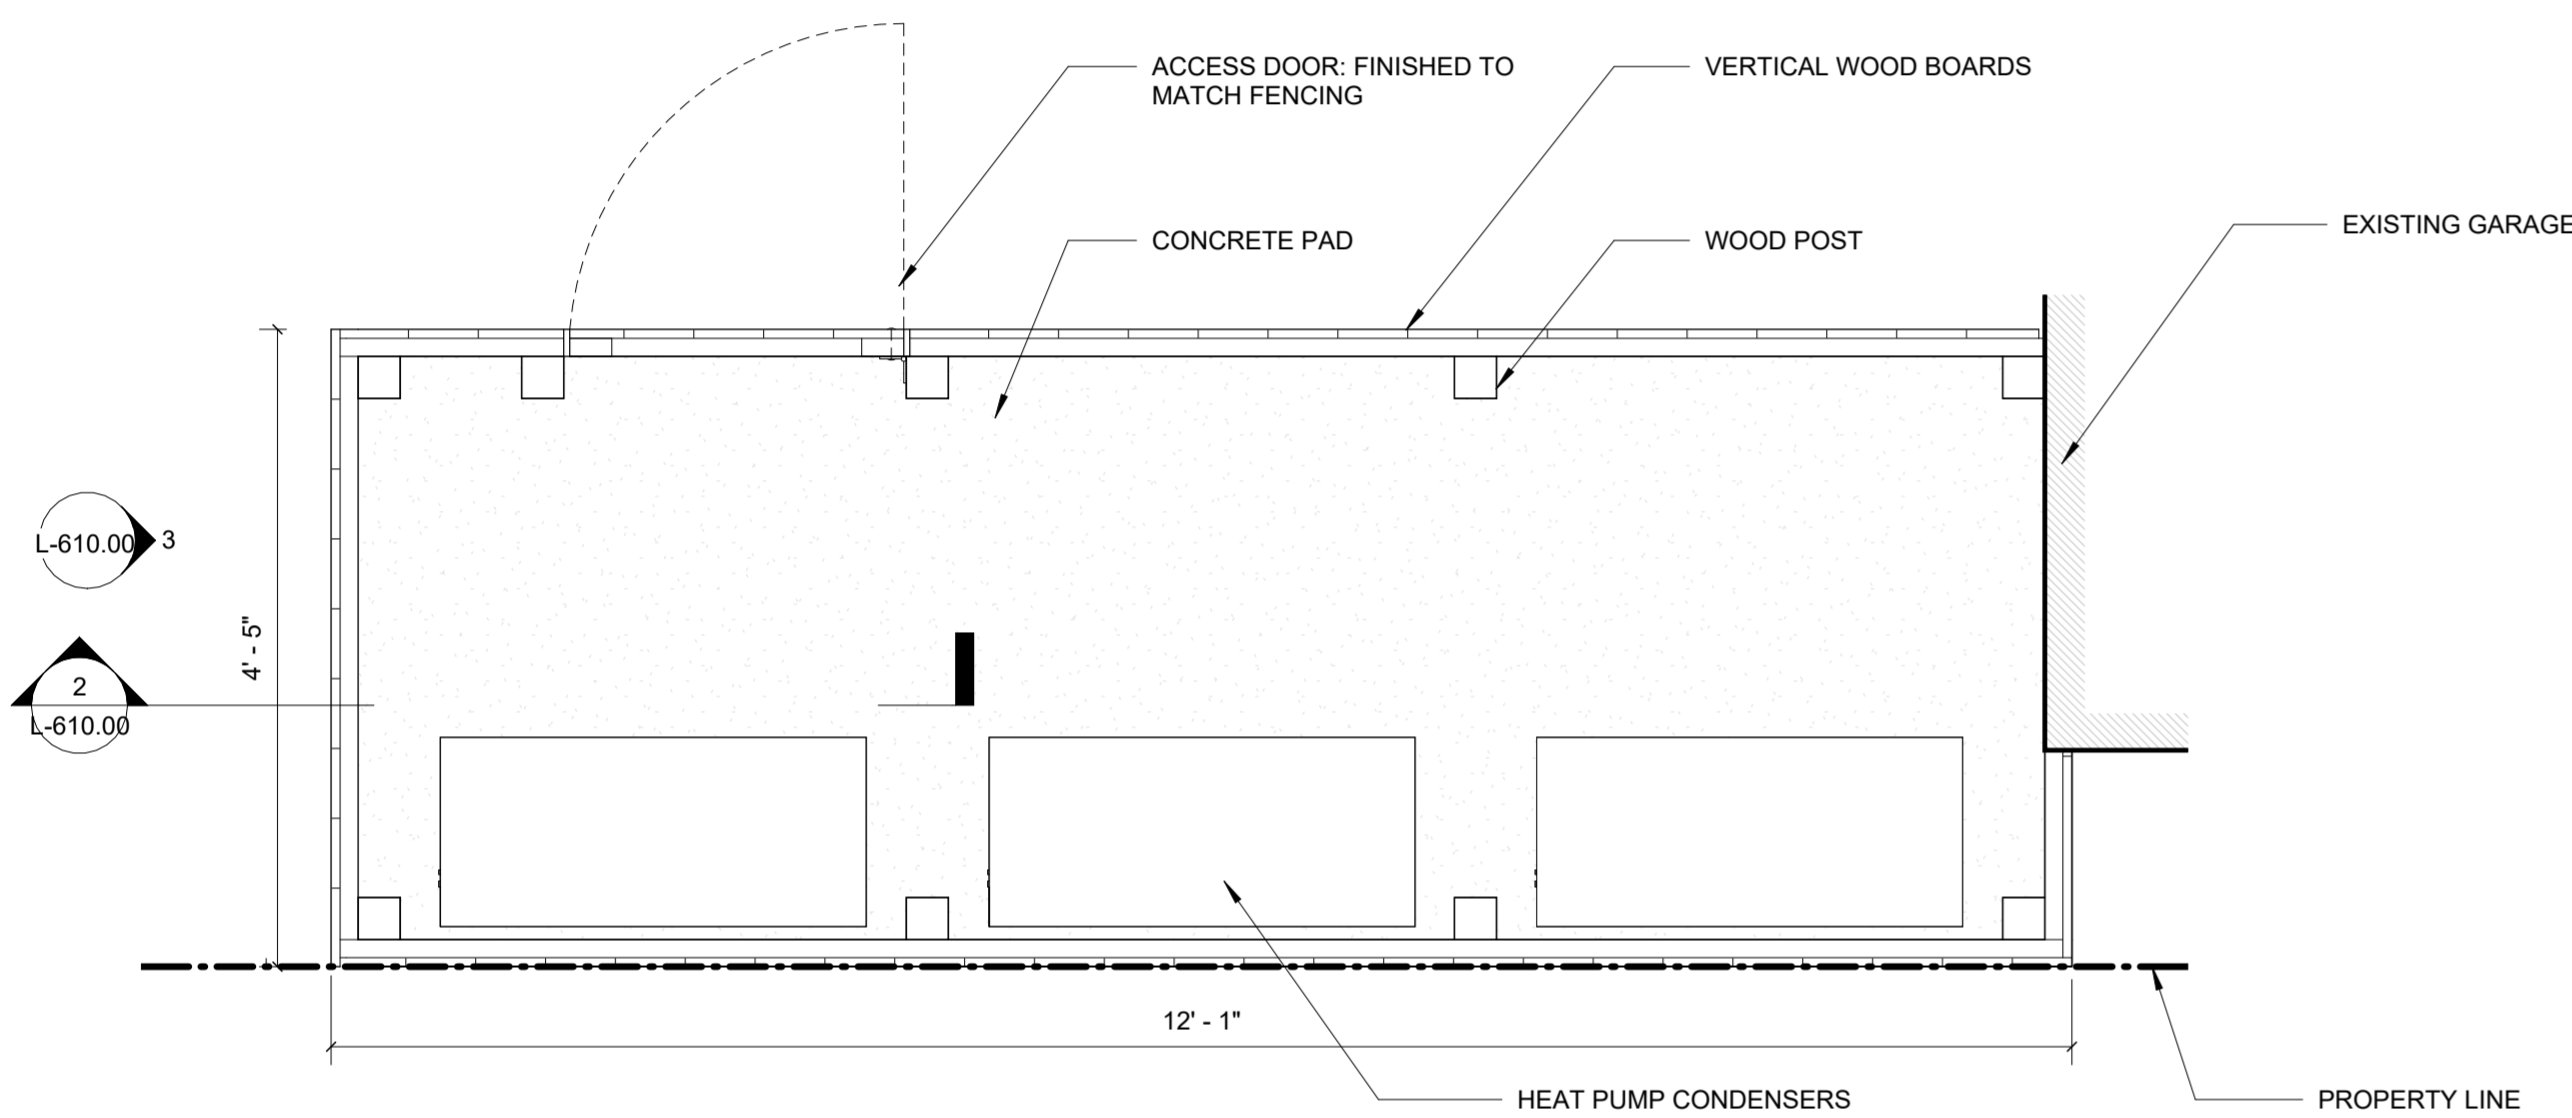 ACCESS DOOR: FINISHED TO
MATCH FENCING
VERTICAL WOOD BOARDS
CONCRETE PAD
WOOD POST
EXISTING GARAGE
L-610.00
3
4' - 5"
2
L-610.00
12' - 1"
HEAT PUMP CONDENSERS
PROPERTY LINE